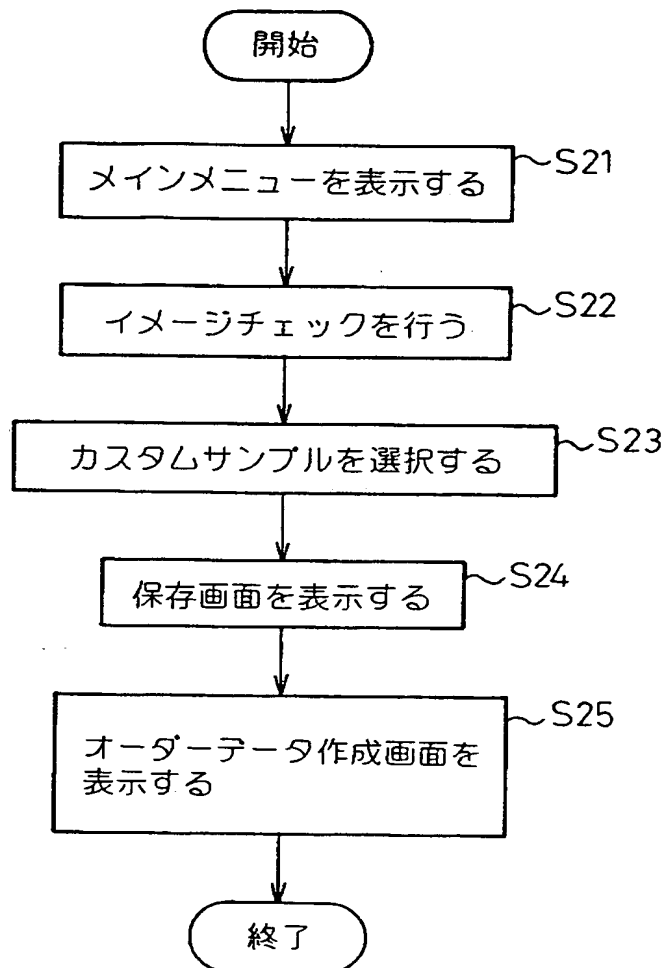 開始
メインメニューを表示する
S21
イメージチェックを行う
S22
カスタムサンプルを選択する
S23
保存画面を表示する
S24
オーダーデータ作成画面を
表示する
S25
終了